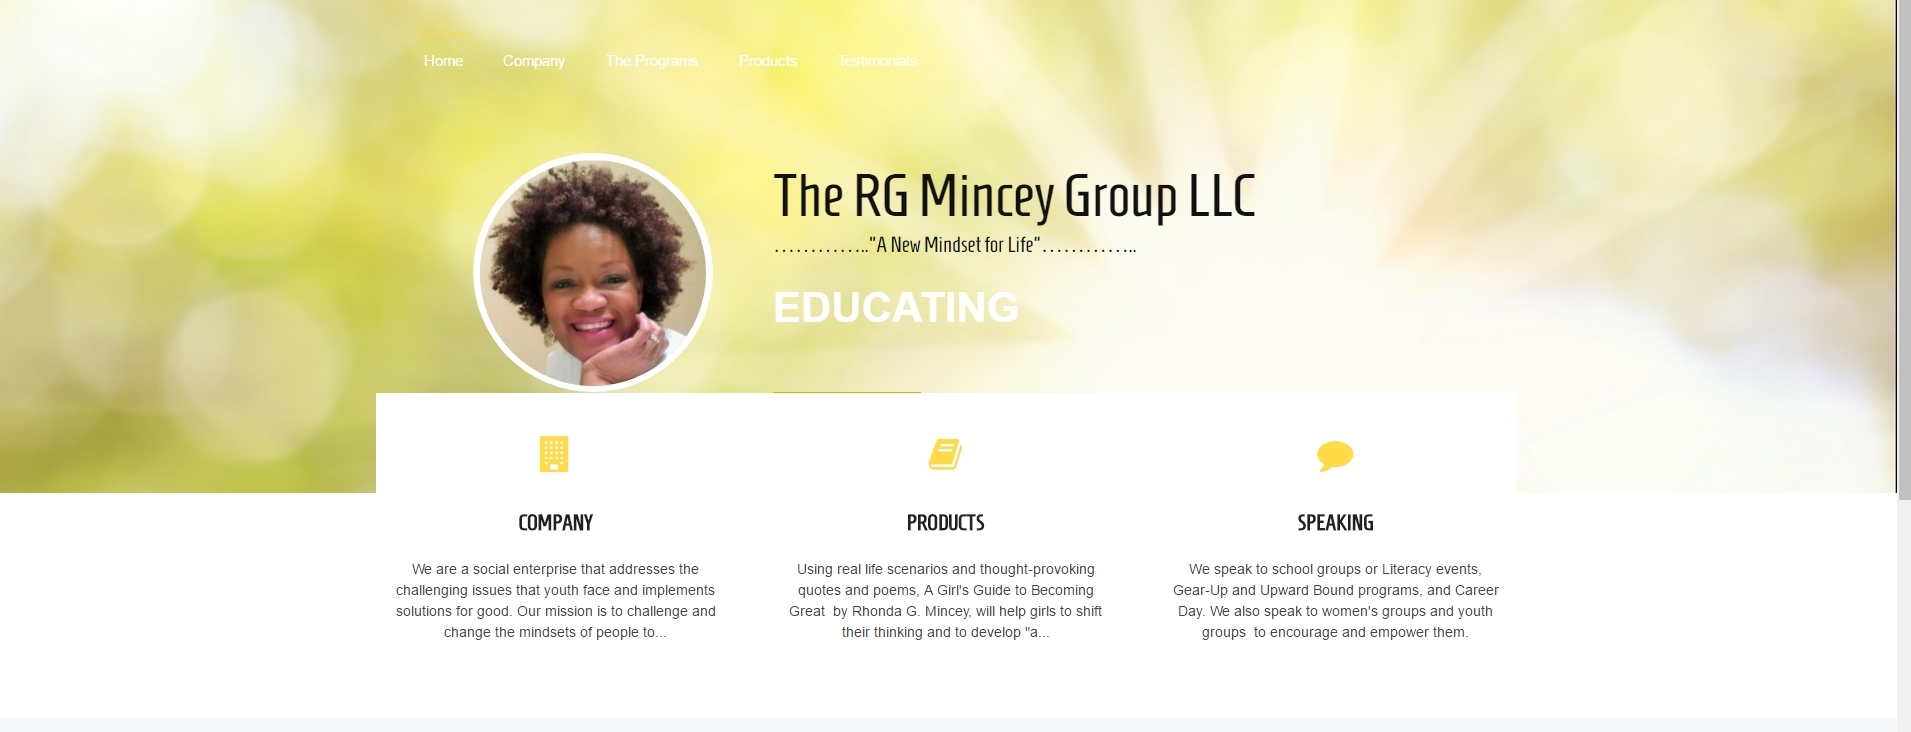 Home Company The Programs Products Testimonials
The RG Mincey Group LLC
…………..“A New Mindset for Life“…………..
EDUCATING
COMPANY
We are a social enterprise that addresses the
challenging issues that youth face and implements
solutions for good. Our mission is to challenge and
change the mindsets of people to...
PRODUCTS
Using real life scenarios and thought-provoking
quotes and poems, A Girl's Guide to Becoming
Great  by Rhonda G. Mincey, will help girls to shift
their thinking and to develop "a...
SPEAKING
We speak to school groups or Literacy events,
Gear-Up and Upward Bound programs, and Career
Day. We also speak to women's groups and youth
groups  to encourage and empower them.